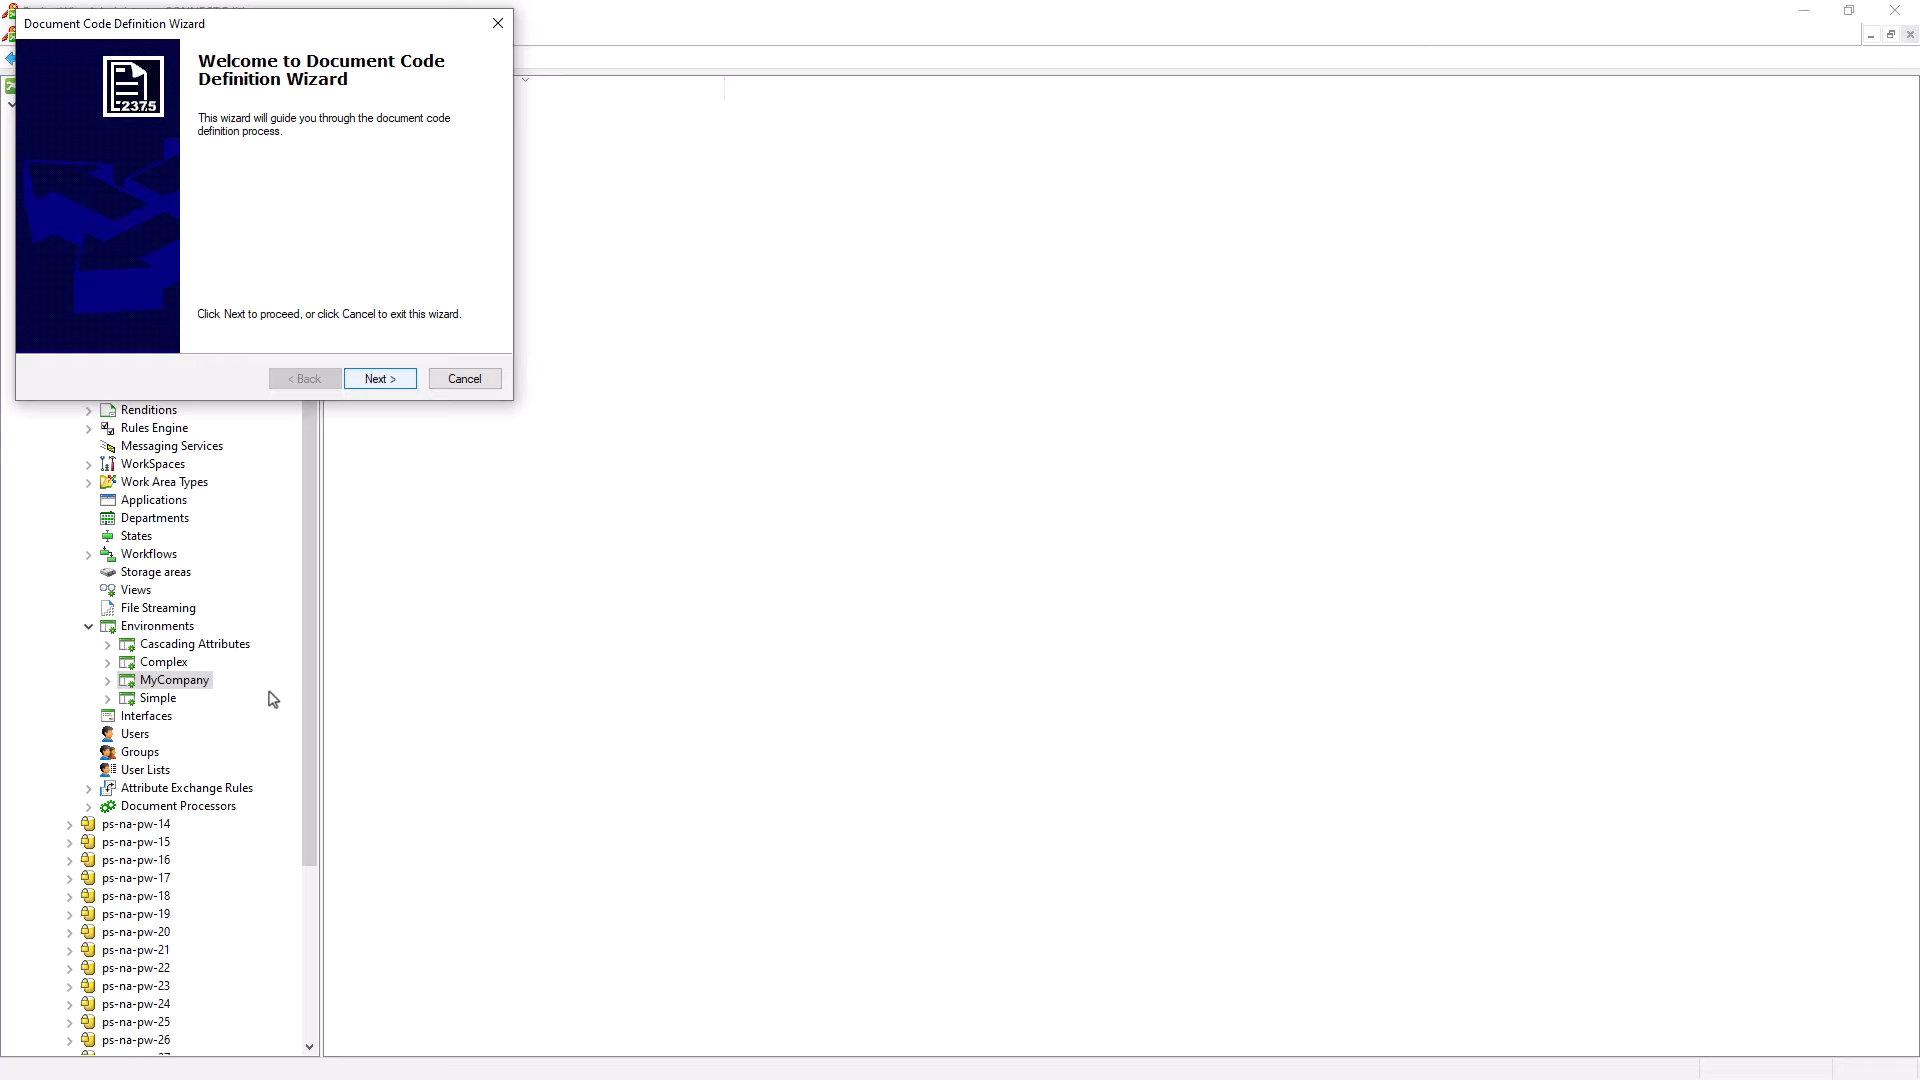 Document Code Definition Wizard
Welcome to Document Code
Definition Wizard
2375
This wizard will guide you through the document code
definition process.
Click Next to proceed, or click Cancel to exit this wizard.
< Back
Next >
Cancel
Renditions
Rules Engine
Messaging Services
WorkSpaces
Work Area Types
Applications
Departments
States
Workflows
Storage areas
Views
File Streaming
Environments
Cascading Attributes
Complex
MyCompany
Simple
Interfaces
Users
Groups
User Lists
Attribute Exchange Rules
Document Processors
ps-na-pw-14
ps-na-pw-15
ps-na-pw-16
ps-na-pw-17
ps-na-pw-18
ps-na-pw-19
ps-na-pw-20
ps-na-pw-21
ps-na-pw-22
ps-na-pw-23
ps-na-pw-24
ps-na-pw-25
ps-na-pw-26